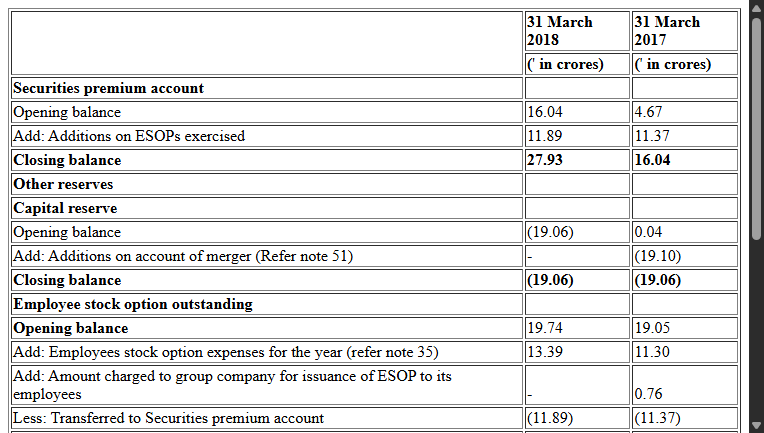 31 March 2018 31 March 2017
(' in crores) (' in crores)
Securities premium account
Opening balance 16.04 4.67
Add: Additions on ESOPs exercised 11.89 11.37
Closing balance 27.93 16.04
Other reserves
Capital reserve
Opening balance (19.06) 0.04
Add: Additions on account of merger (Refer note 51) - (19.10)
Closing balance (19.06) (19.06)
Employee stock option outstanding
Opening balance 19.74 19.05
Add: Employees stock option expenses for the year (refer note 35) 13.39 11.30
Add: Amount charged to group company for issuance of ESOP to its
employees - 0.76
Less: Transferred to Securities premium account (11.89) (11.37)